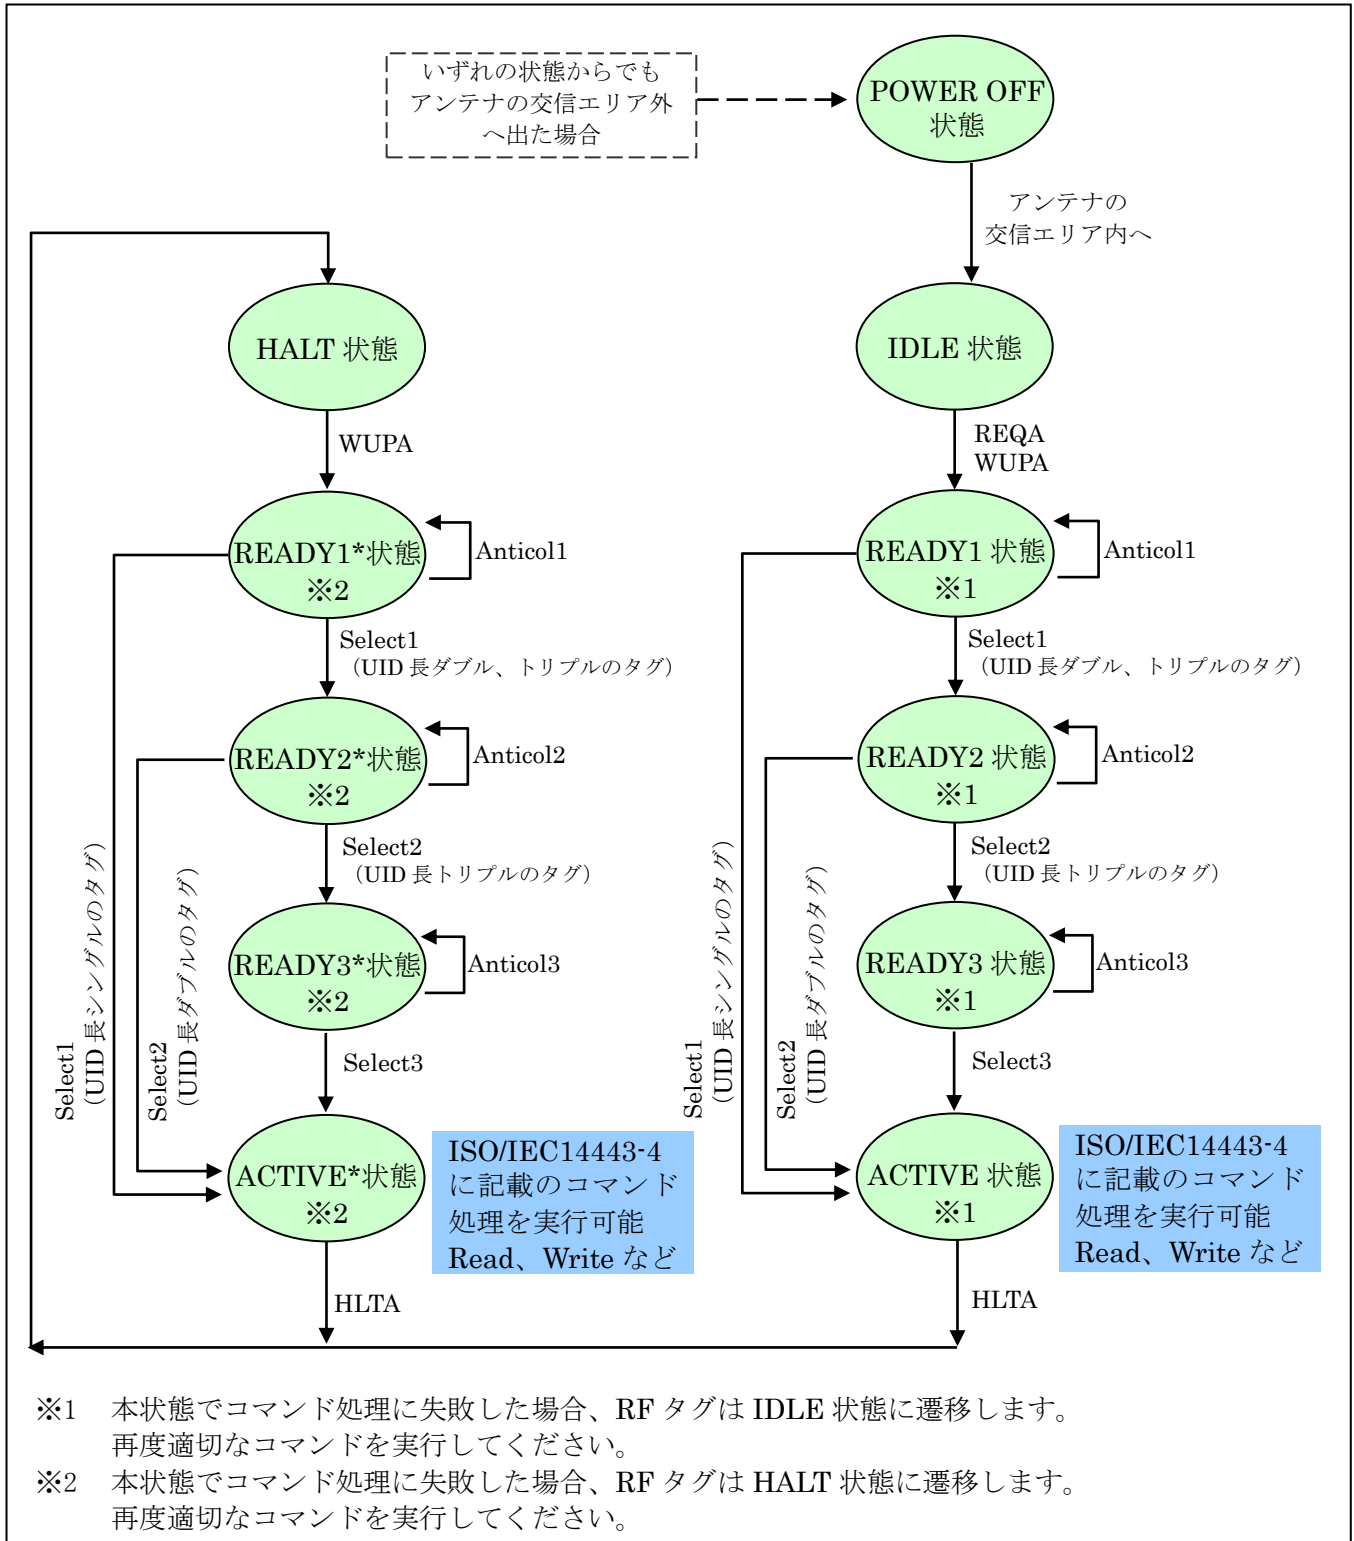 いずれの状態からでも
アンテナの交信エリア外
へ出た場合
POWER OFF
状態
アンテナの
交信エリア内へ
HALT 状態
IDLE 状態
WUPA
REQA
WUPA
READY1*状態
※2
Anticol1
READY1 状態
※1
Anticol1
Select1
（UID 長ダブル、トリプルのタグ）
Select1
（UID 長ダブル、トリプルのタグ）
READY2*状態
※2
Anticol2
READY2 状態
※1
Anticol2
Select2
（UID 長トリプルのタグ）
Select2
（UID 長トリプルのタグ）
READY3*状態
※2
Anticol3
READY3 状態
※1
Anticol3
Select1
（UID 長シングルのタグ）
Select2
（UID 長ダブルのタグ）
Select3
Select1
（UID 長シングルのタグ）
Select2
（UID 長ダブルのタグ）
Select3
ACTIVE*状態
※2
ISO/IEC14443-4
に記載のコマンド
処理を実行可能
Read、Write など
ACTIVE 状態
※1
ISO/IEC14443-4
に記載のコマンド
処理を実行可能
Read、Write など
HLTA
HLTA
※1 本状態でコマンド処理に失敗した場合、RF タグは IDLE 状態に遷移します。
再度適切なコマンドを実行してください。
※2 本状態でコマンド処理に失敗した場合、RF タグは HALT 状態に遷移します。
再度適切なコマンドを実行してください。